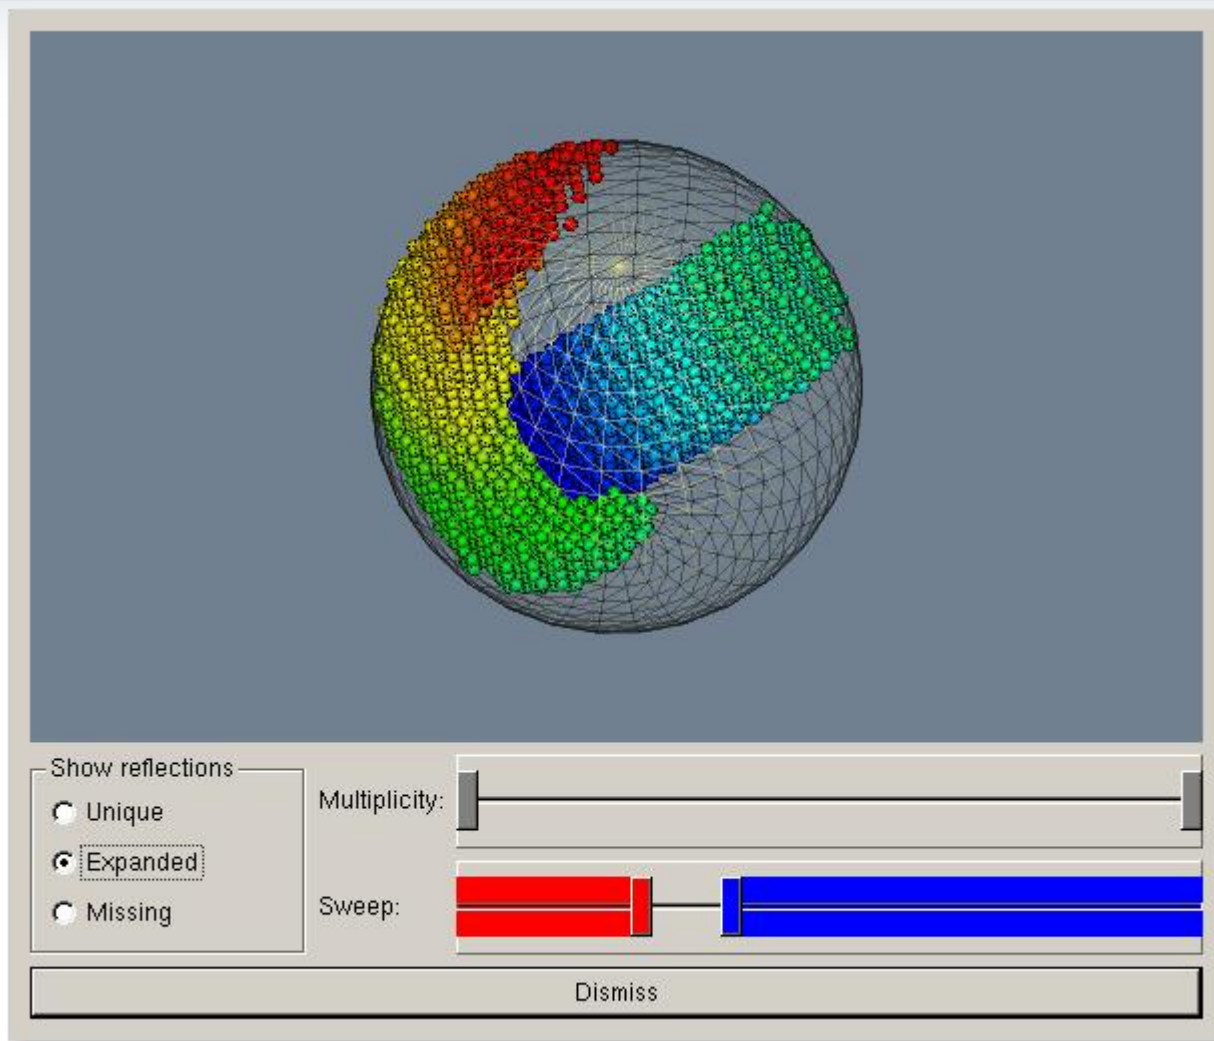 Show reflections
Unique
Expanded
Missing
Multiplicity:
Sweep:
Dismiss